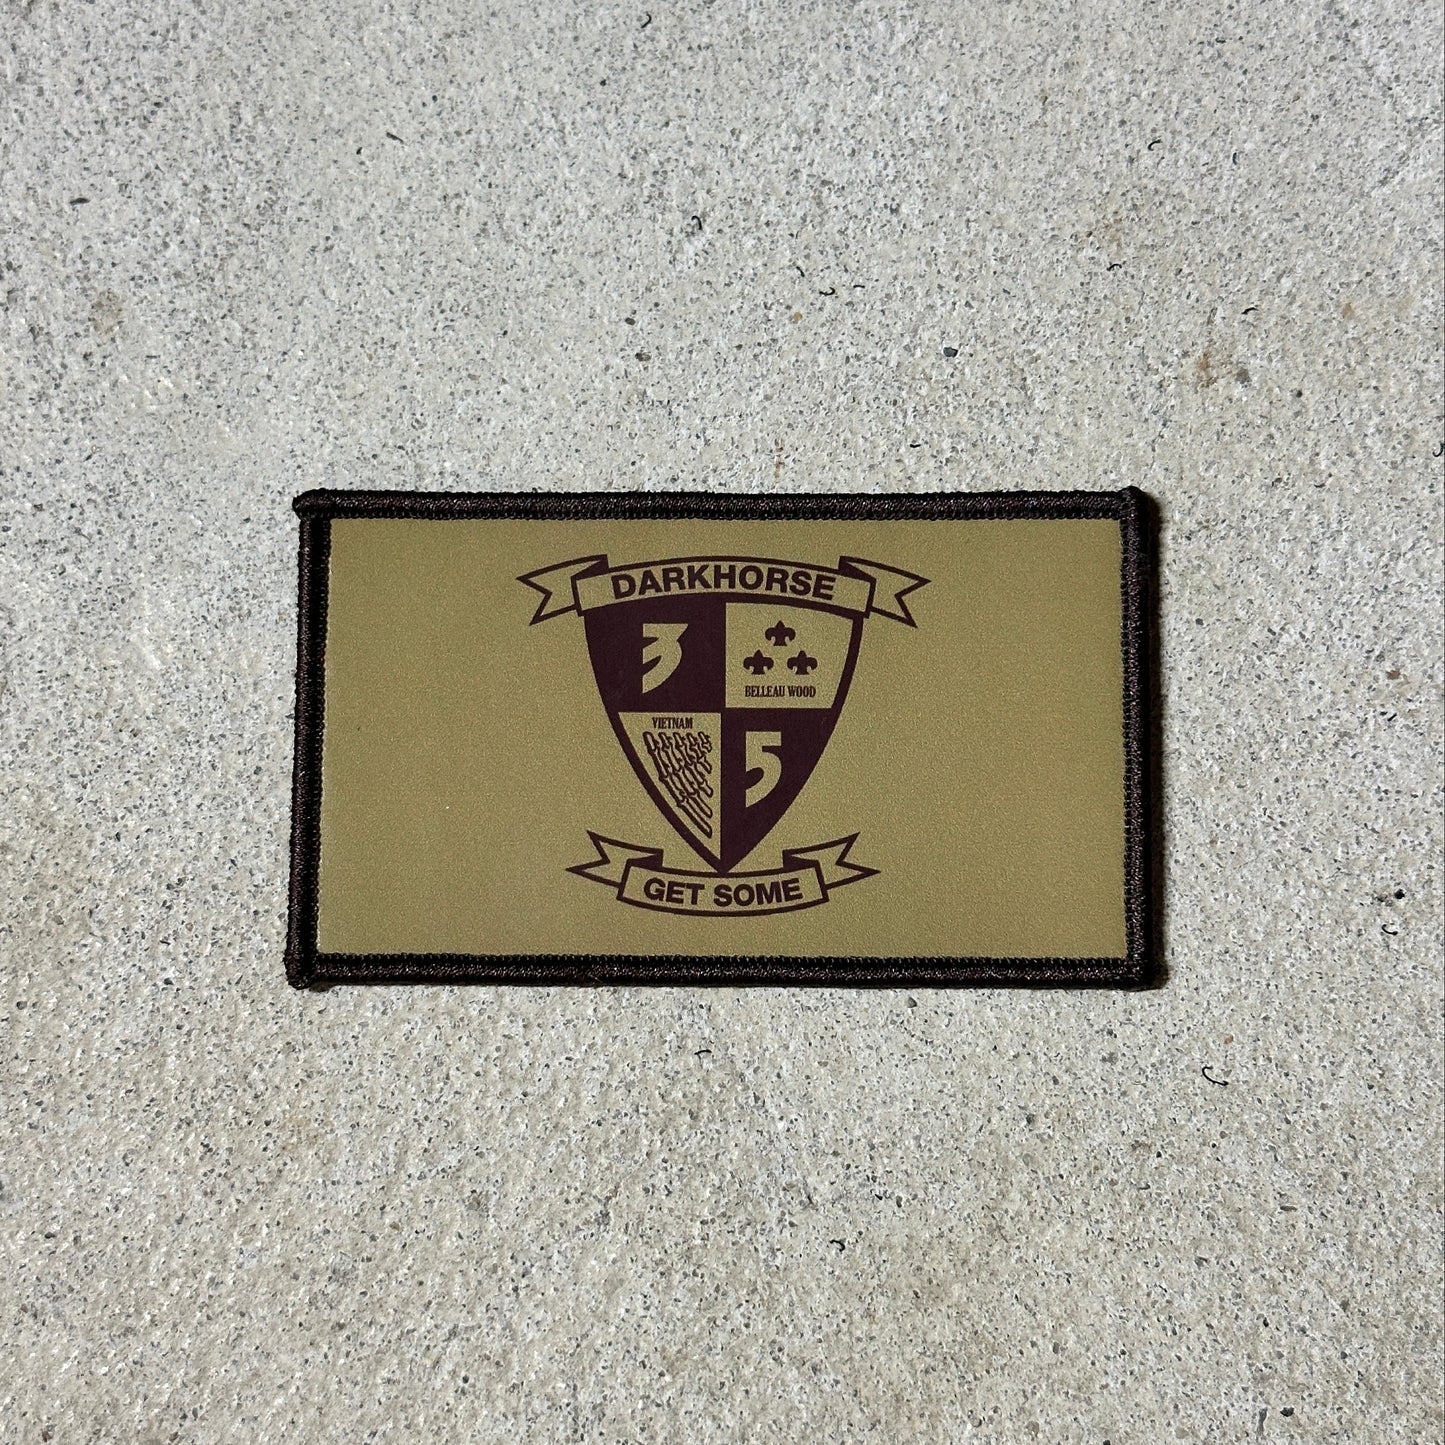 DARKHORSE
3
BELLEAU WOOD
VIETNAM
5
GET SOME